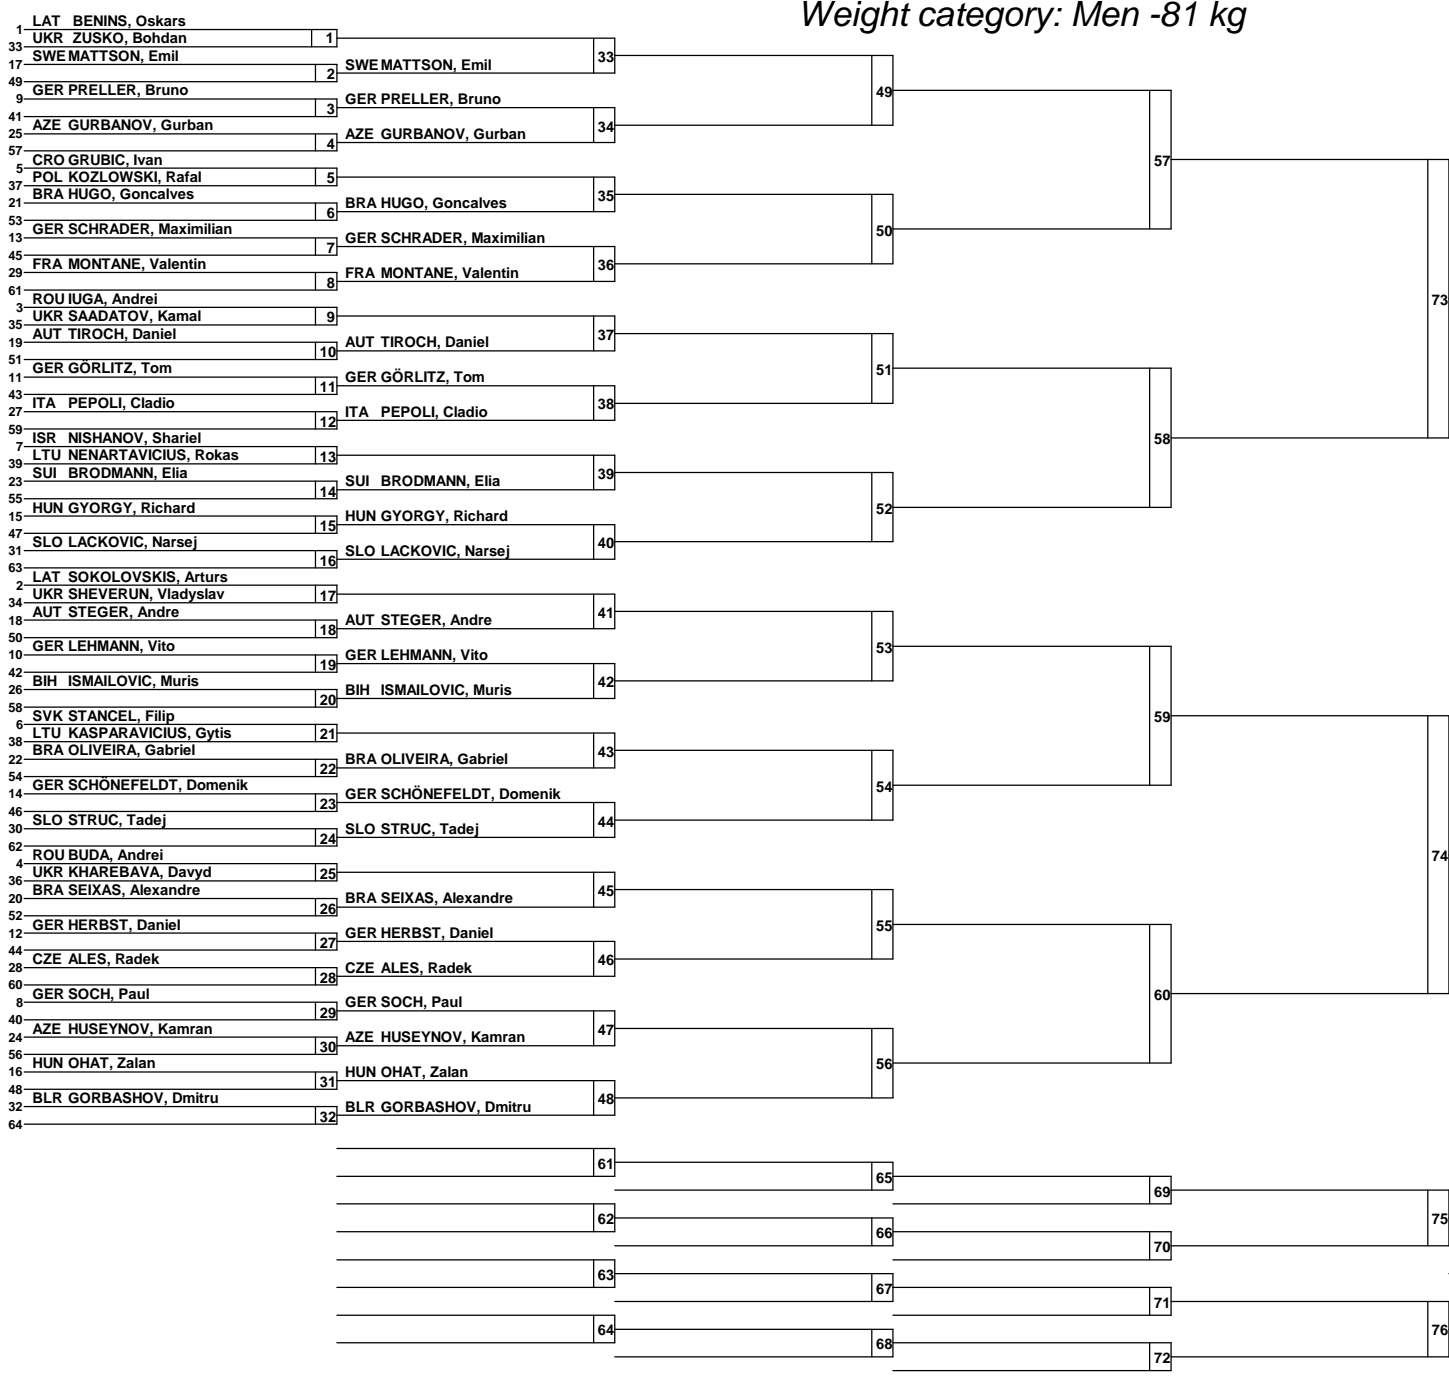 Weight category: Men -81 kg
1 LAT BENINS, Oskars
33 UKR ZUSKO, Bohdan 1
17 SWE MATTSON, Emil
49 2 SWE MATTSON, Emil 33
9 GER PRELLER, Bruno
41 3 GER PRELLER, Bruno 49
25 AZE GURBANOV, Gurban
57 4 AZE GURBANOV, Gurban 34
5 CRO GRUBIC, Ivan 57
37 POL KOZLOWSKI, Rafal 5
21 BRA HUGO, Goncalves
53 6 BRA HUGO, Goncalves 35
13 GER SCHRADER, Maximilian
45 7 GER SCHRADER, Maximilian 50
29 FRA MONTANE, Valentin
61 8 FRA MONTANE, Valentin 36
3 ROU IUGA, Andrei 73
35 UKR SAADATOV, Kamal 9
19 AUT TIROCH, Daniel
51 10 AUT TIROCH, Daniel 37
11 GER GÖRLITZ, Tom
43 11 GER GÖRLITZ, Tom 51
27 ITA PEPOLI, Cladio
59 12 ITA PEPOLI, Cladio 38
7 ISR NISHANOV, Shariel 58
39 LTU NENARTAVICIUS, Rokas 13
23 SUI BRODMANN, Elia
55 14 SUI BRODMANN, Elia 39
15 HUN GYORGY, Richard
47 15 HUN GYORGY, Richard 52
31 SLO LACKOVIC, Narsej
63 16 SLO LACKOVIC, Narsej 40
2 LAT SOKOLOVSKIS, Arturs
34 UKR SHEVERUN, Vladyslav 17
18 AUT STEGER, Andre
50 18 AUT STEGER, Andre 41
10 GER LEHMANN, Vito
42 19 GER LEHMANN, Vito 53
26 BIH ISMAILOVIC, Muris
58 20 BIH ISMAILOVIC, Muris 42
6 SVK STANCEL, Filip 59
38 LTU KASPARAVICIUS, Gytis 21
22 BRA OLIVEIRA, Gabriel
54 22 BRA OLIVEIRA, Gabriel 43
14 GER SCHÖNEFELDT, Domenik
46 23 GER SCHÖNEFELDT, Domenik 54
30 SLO STRUC, Tadej
62 24 SLO STRUC, Tadej 44
4 ROU BUDA, Andrei 74
36 UKR KHAREBAVA, Davyd 25
20 BRA SEIXAS, Alexandre
52 26 BRA SEIXAS, Alexandre 45
12 GER HERBST, Daniel
44 27 GER HERBST, Daniel 55
28 CZE ALES, Radek
60 28 CZE ALES, Radek 46
8 GER SOCH, Paul 60
40 29 GER SOCH, Paul
24 AZE HUSEYNOV, Kamran
56 30 AZE HUSEYNOV, Kamran 47
16 HUN OHAT, Zalan
48 31 HUN OHAT, Zalan 56
32 BLR GORBASHOV, Dmitru
64 32 BLR GORBASHOV, Dmitru 48
61 65 69
62 66 70 75
63 67 71
64 68 72 76